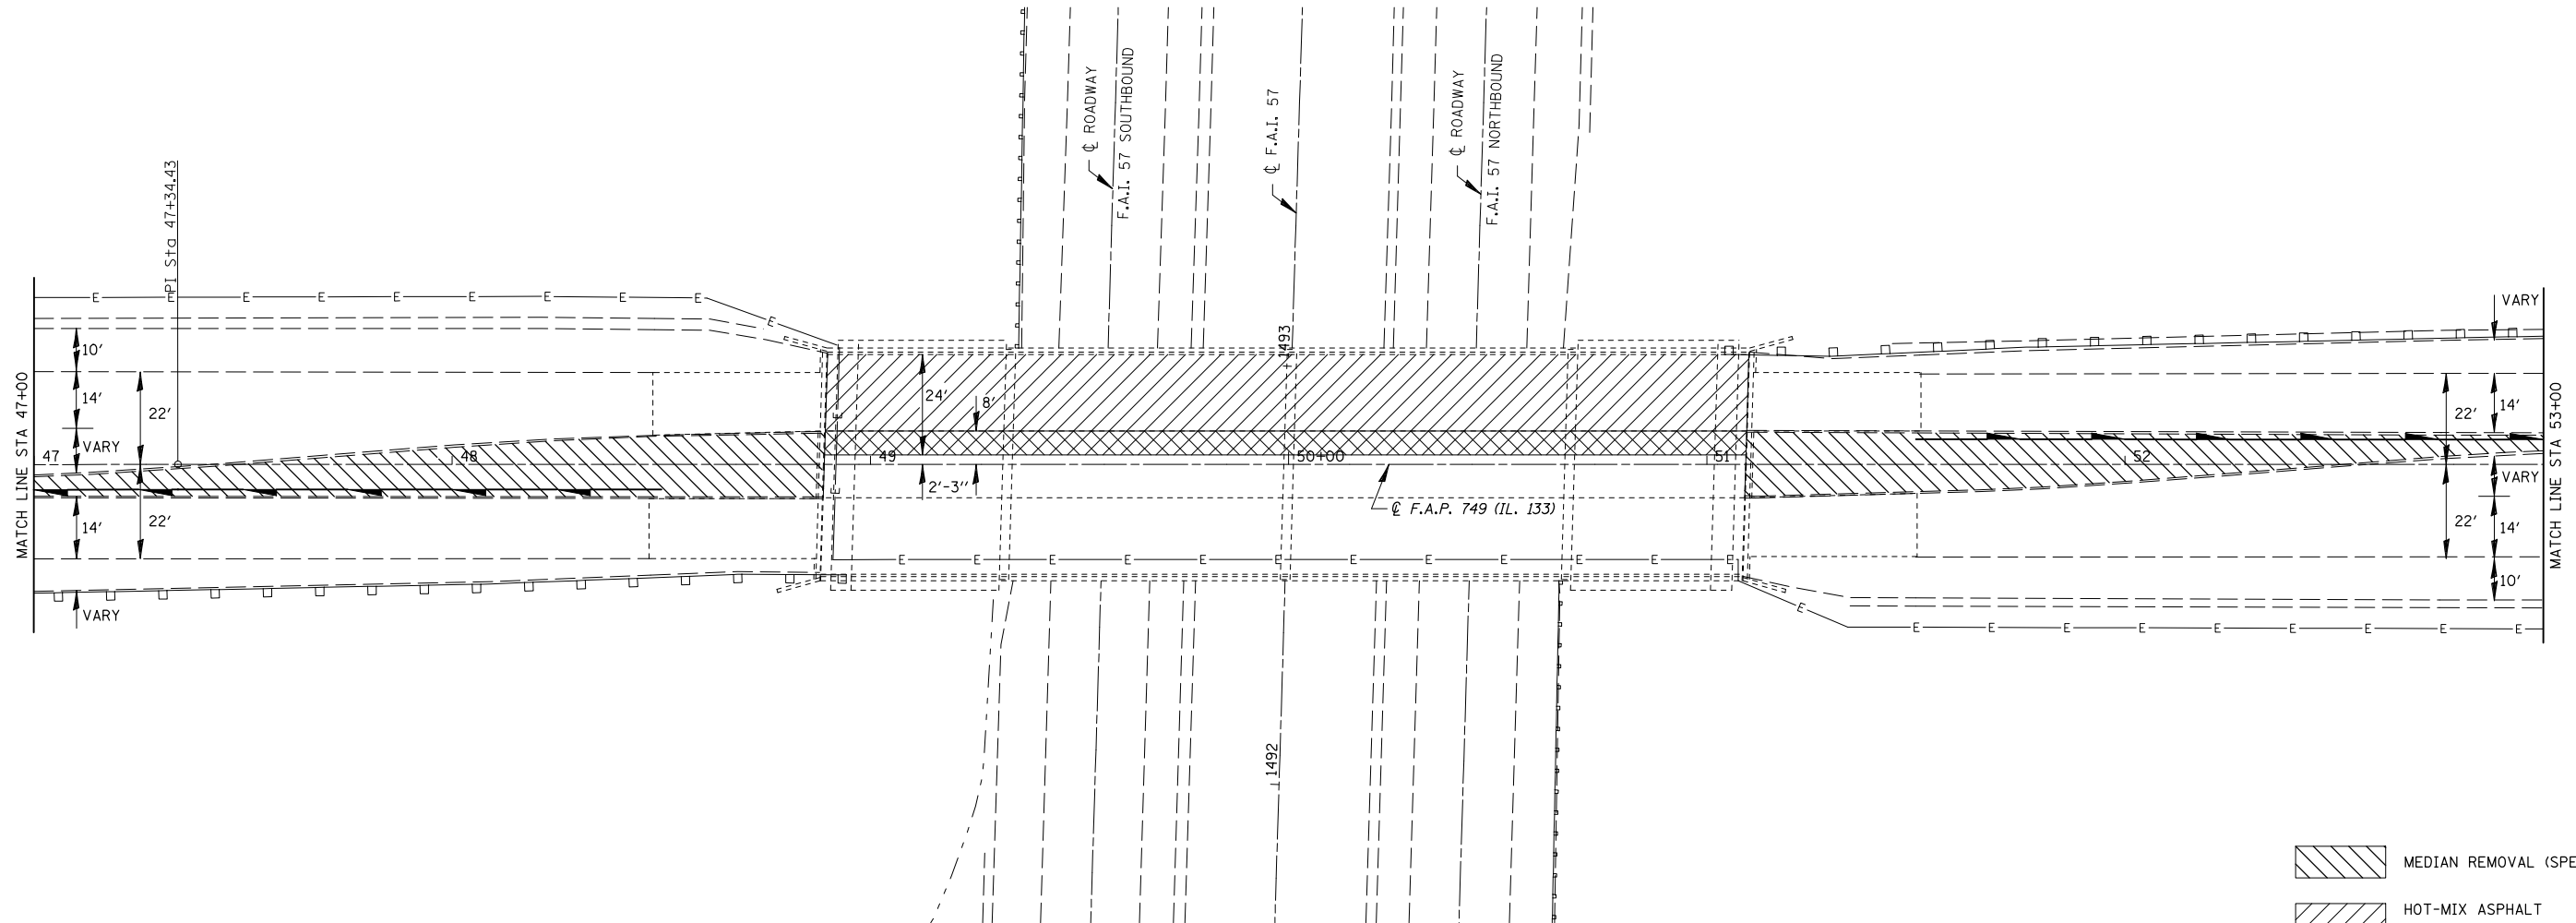 ℄ ROADWAY
F.A.I. 57 SOUTHBOUND
℄ F.A.I. 57
℄ ROADWAY
F.A.I. 57 NORTHBOUND
PI Sta 47+34.43
MATCH LINE STA 47+00
MATCH LINE STA 53+00
E E E E E E E E E E
1493
VARY
10'
14'
22'
VARY
24'
8'
22'
14'
47
48
49
50+00
51
52
VARY
2'-3''
℄ F.A.P. 749 (IL. 133)
14'
22'
22'
14'
E E E E E E E E E E E E
10'
VARY
E E E E E E E E E E
1492
MEDIAN REMOVAL (SPE
HOT-MIX ASPHALT